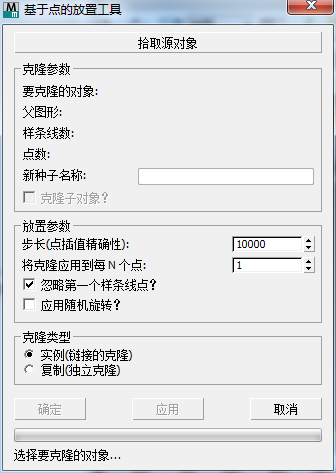 基于点的放置工具
拾取源对象
克隆参数
要克隆的对象:
父图形:
样条线数:
点数:
新种子名称:
克隆子对象?
放置参数
步长(点插值精确性): 10000
将克隆应用到每 N 个点: 1
忽略第一个样条线点?
应用随机旋转?
克隆类型
实例(链接的克隆)
复制(独立克隆)
确定 应用 取消
选择要克隆的对象...